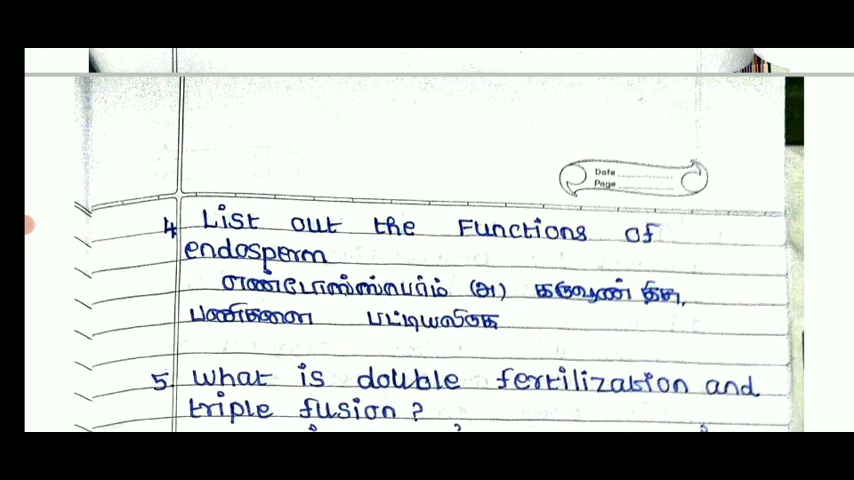 Date
Page
4 List out the Functions of
endosperm
எண்டோஸ்பெர்ம் (அ) கருவூண் திசு,
பணிகளை பட்டியலிடுக
5. What is double fertilization and
triple fusion ?